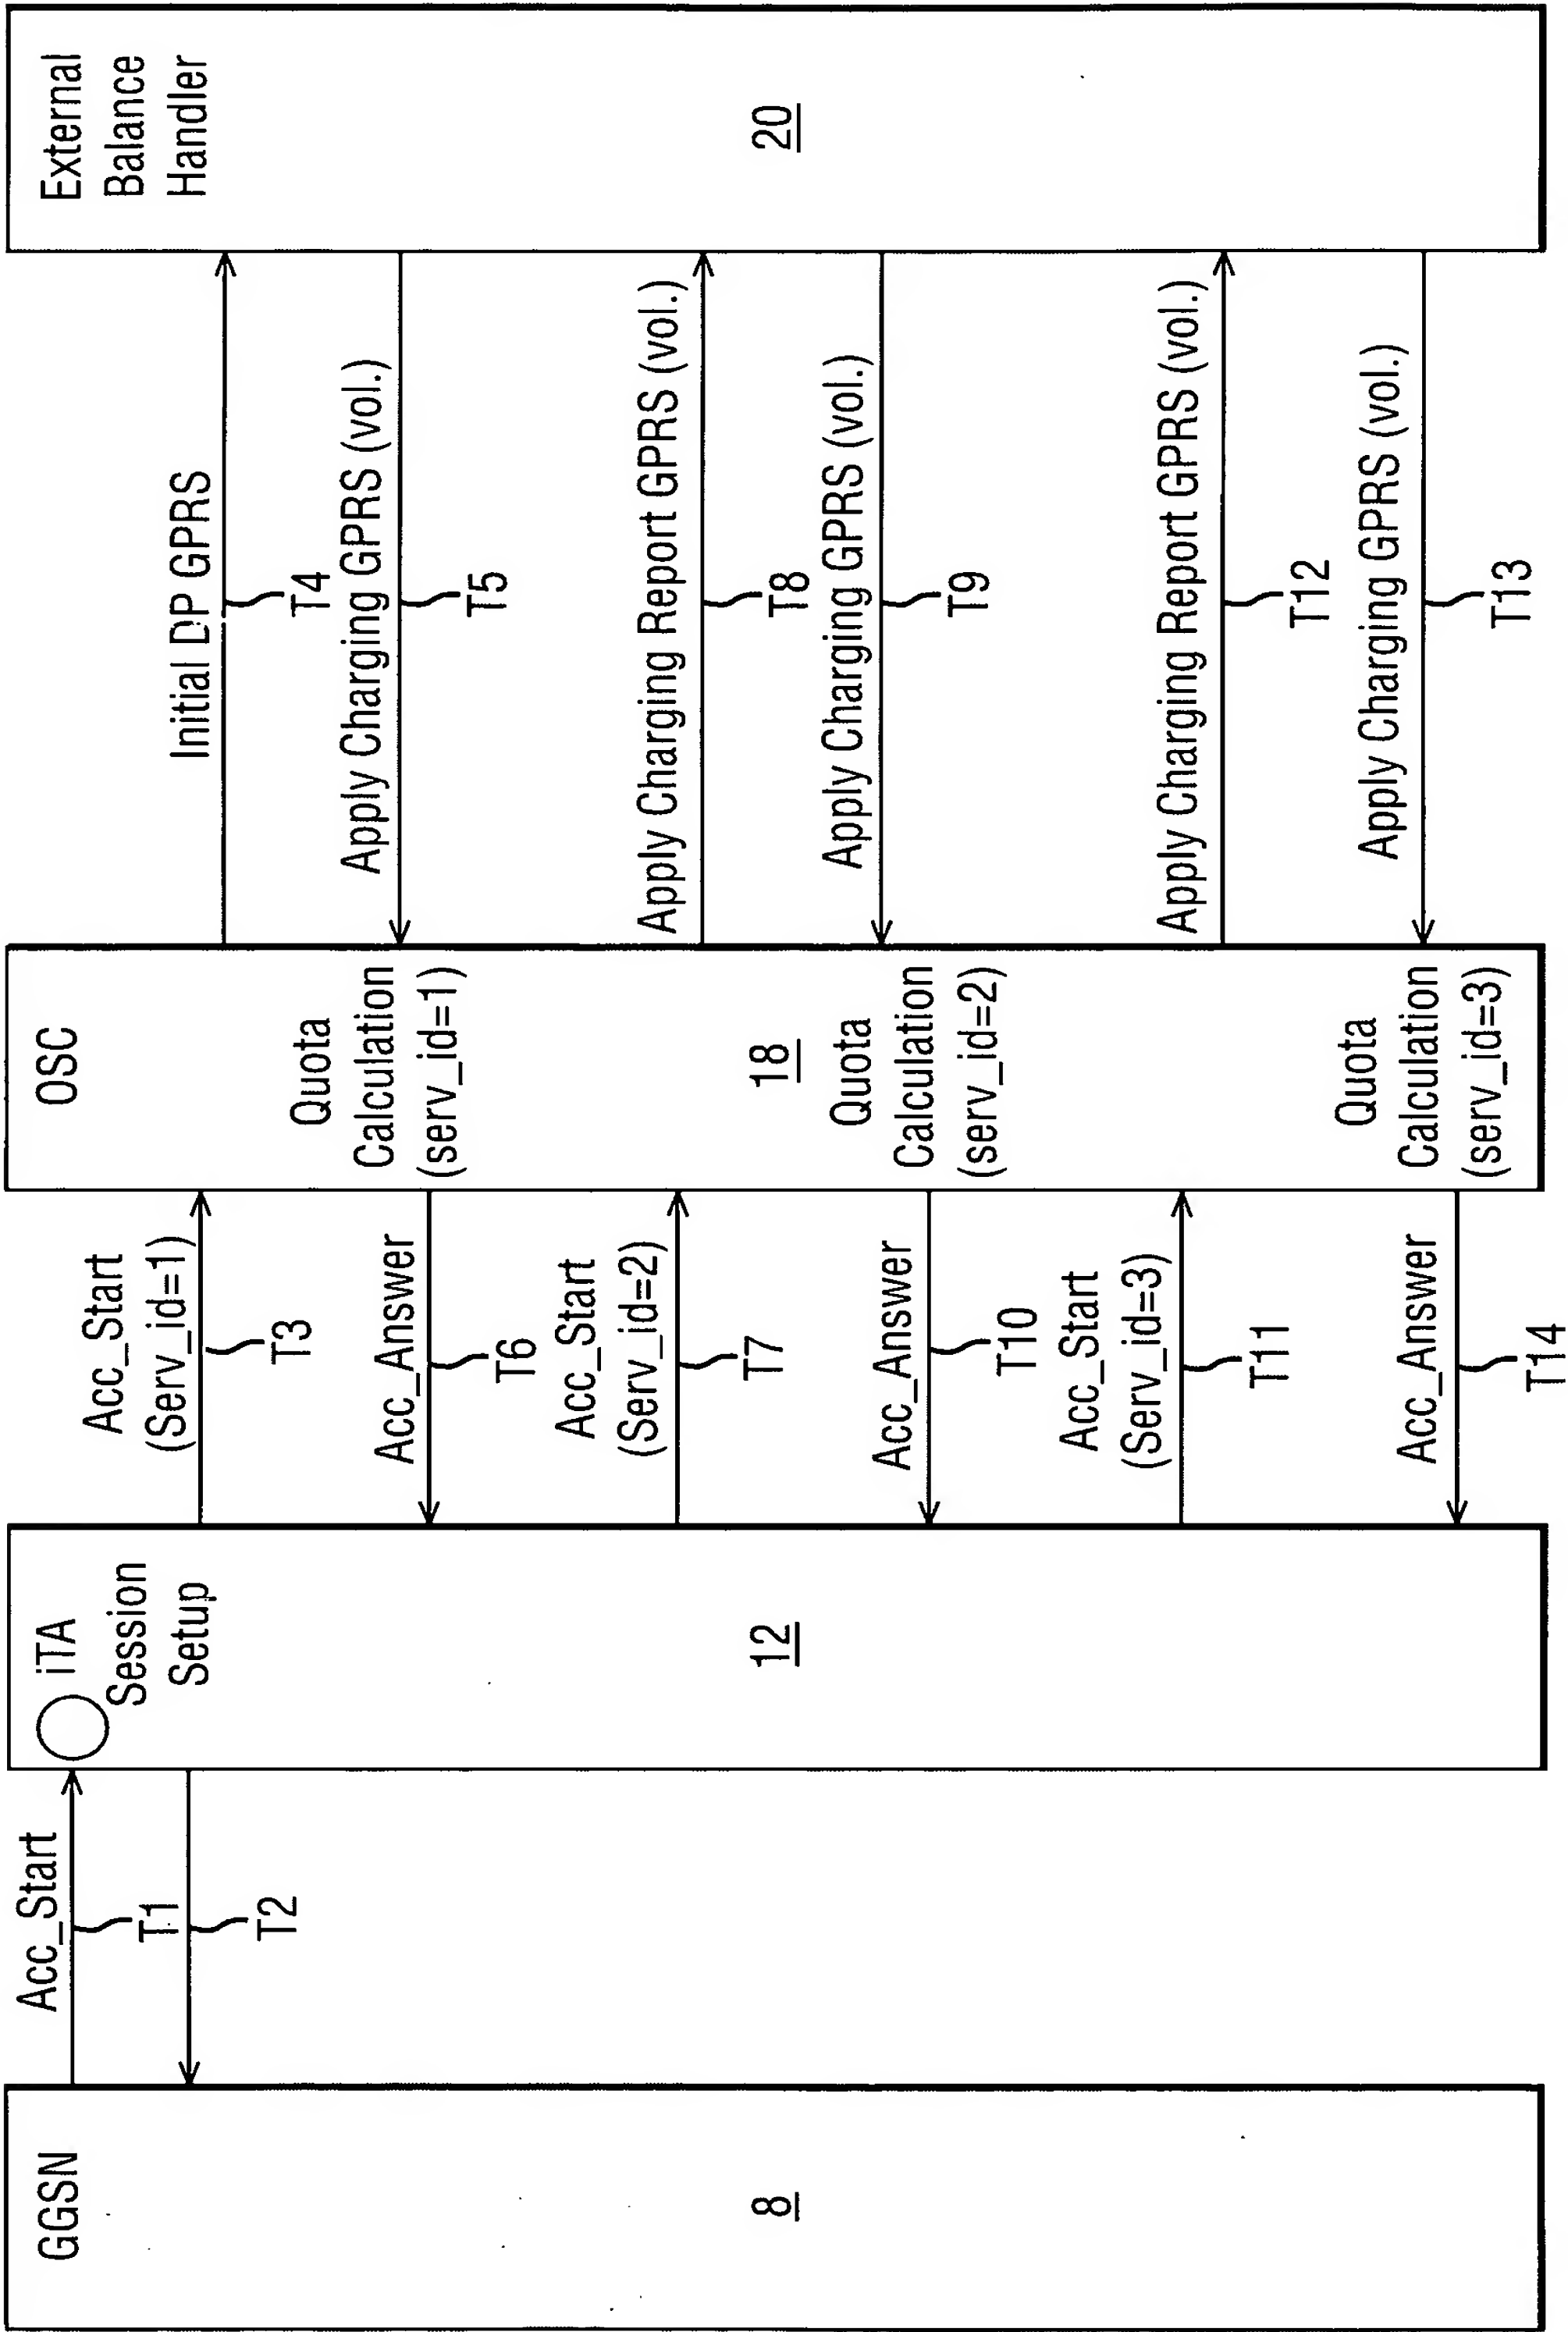 GGSN
8
Acc_Start
T1
T2
iTA
Session
Setup
12
Acc_Start
(Serv_id=1)
T3
Acc_Answer
T6
Acc_Start
(Serv_id=2)
T7
Acc_Answer
T10
Acc_Start
(Serv_id=3)
T11
Acc_Answer
T14
OSC
Quota
Calculation
(serv_id=1)
18
Quota
Calculation
(serv_id=2)
Quota
Calculation
(serv_id=3)
Initial DP GPRS
T4
Apply Charging GPRS (vol.)
T5
Apply Charging Report GPRS (vol.)
T8
Apply Charging GPRS (vol.)
T9
Apply Charging Report GPRS (vol.)
T12
Apply Charging GPRS (vol.)
T13
External
Balance
Handler
20